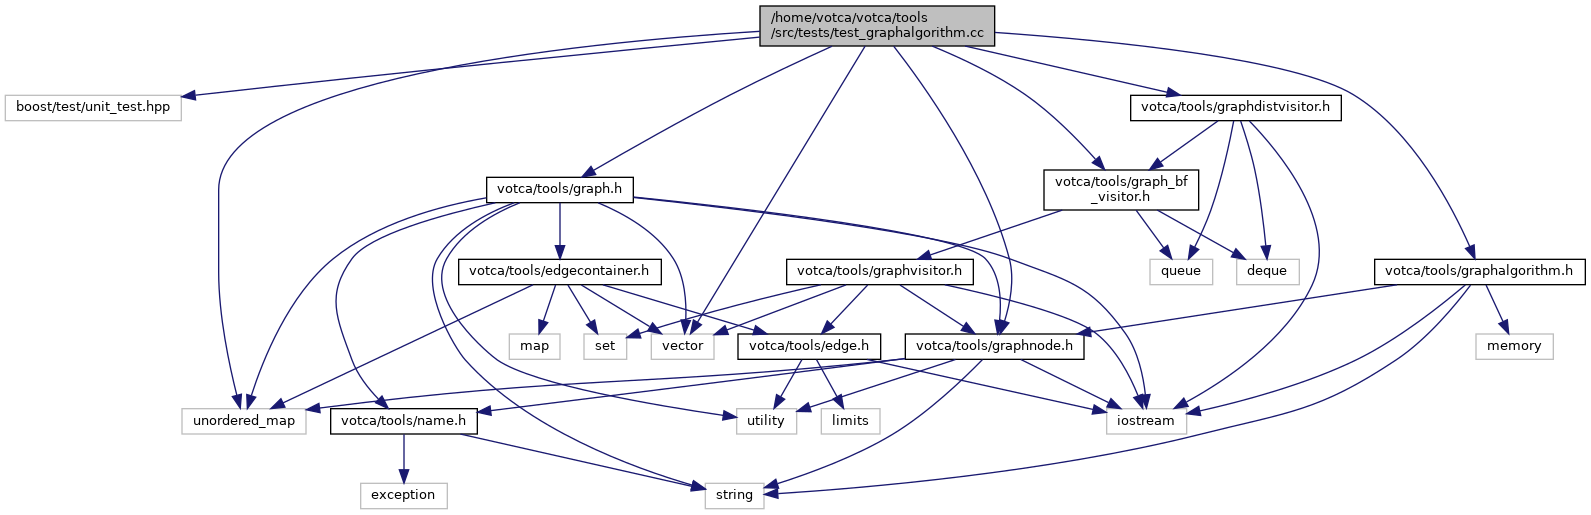 /home/votca/votca/tools
/src/tests/test_graphalgorithm.cc
boost/test/unit_test.hpp
votca/tools/graphdistvisitor.h
votca/tools/graph.h
votca/tools/graph_bf
_visitor.h
votca/tools/edgecontainer.h
votca/tools/graphvisitor.h
queue
deque
votca/tools/graphalgorithm.h
map
set
vector
votca/tools/edge.h
votca/tools/graphnode.h
memory
unordered_map
votca/tools/name.h
utility
limits
iostream
exception
string